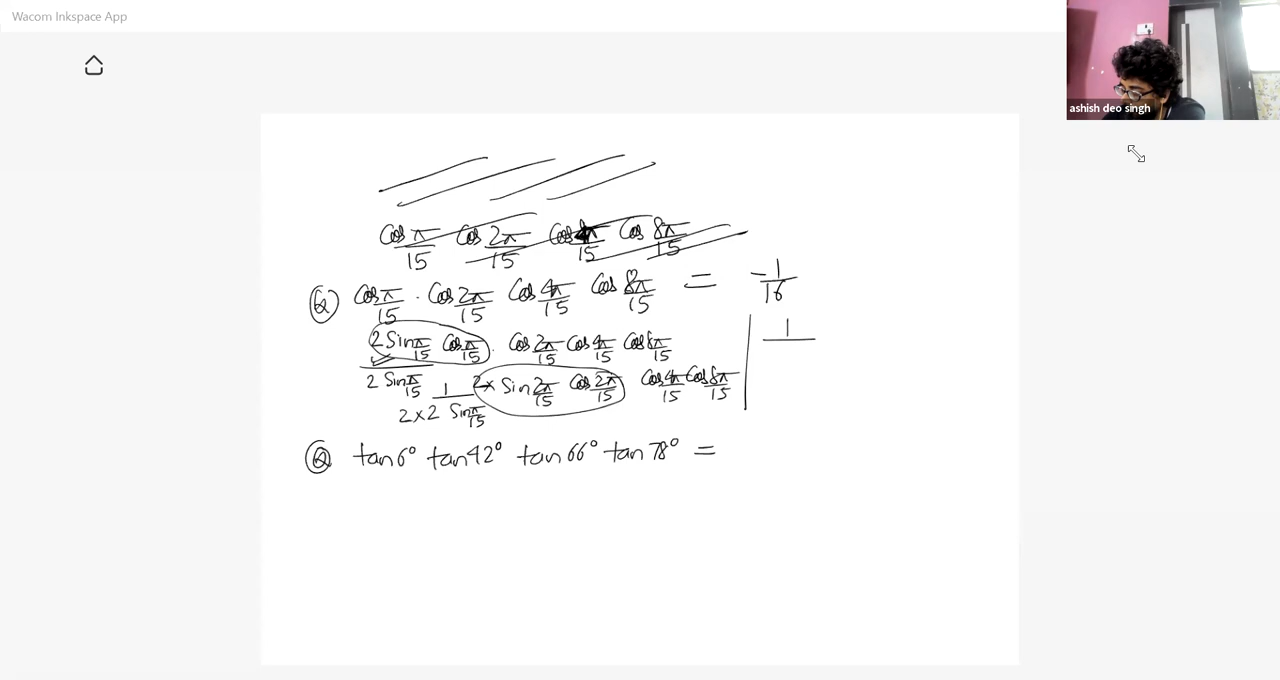 Wacom Inkspace App
ashish deo singh
cos π/15 cos 2π/15 cos 4π/15 cos 8π/15
Q cos π/15 . cos 2π/15 cos 4π/15 cos 8π/15 = -1/16
2 sin π/15 cos π/15 . cos 2π/15 cos 4π/15 cos 8π/15
2 sin π/15
1/(2×2 sin π/15) 2× sin 2π/15 cos 2π/15 cos 4π/15 cos 8π/15
1
Q tan 6° tan 42° tan 66° tan 78° =